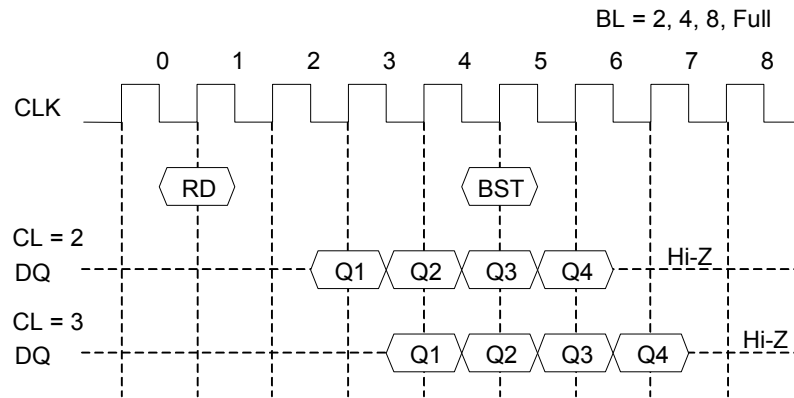 BL = 2, 4, 8, Full
0 1 2 3 4 5 6 7 8
CLK
RD BST
CL = 2
DQ Q1 Q2 Q3 Q4 Hi-Z
CL = 3
DQ Q1 Q2 Q3 Q4 Hi-Z